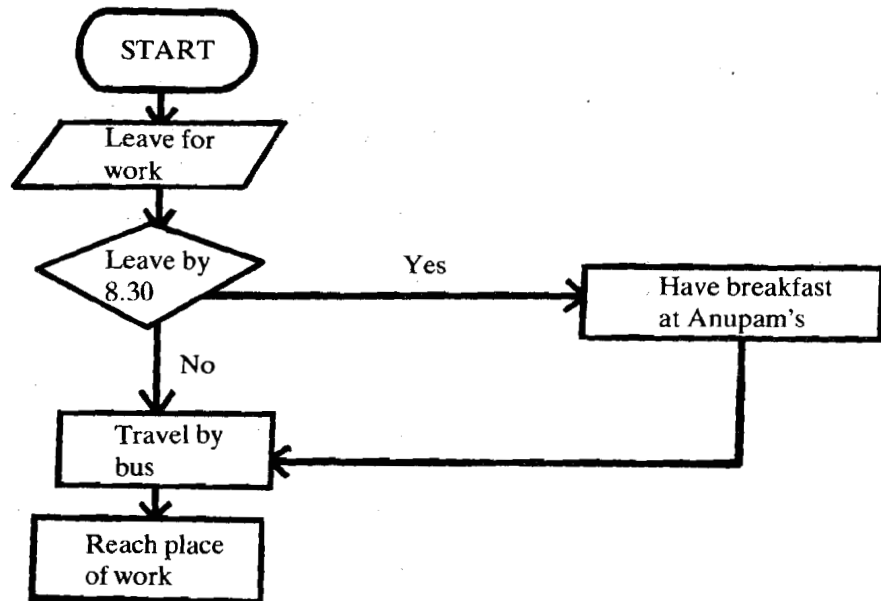 START
Leave for
work
Leave by
8.30
Yes
Have breakfast
at Anupam's
No
Travel by
bus
Reach place
of work